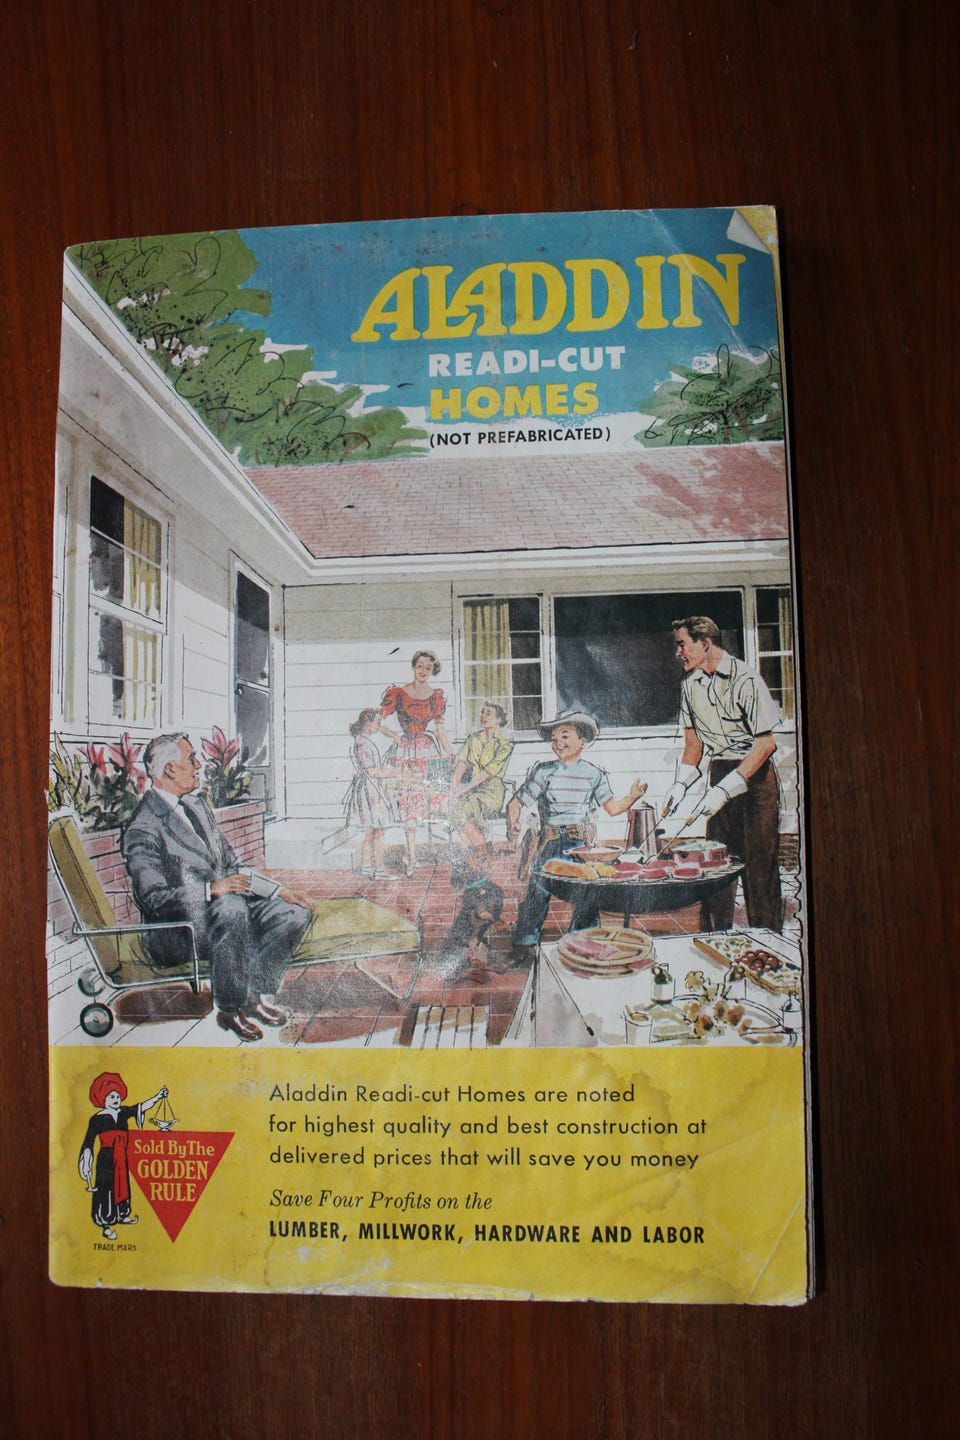 ALADDIN
READI-CUT
HOMES
(NOT PREFABRICATED)
Aladdin Readi-cut Homes are noted
for highest quality and best construction at
delivered prices that will save you money
Save Four Profits on the
LUMBER, MILLWORK, HARDWARE AND LABOR
Sold By The
GOLDEN
RULE
TRADE MARK